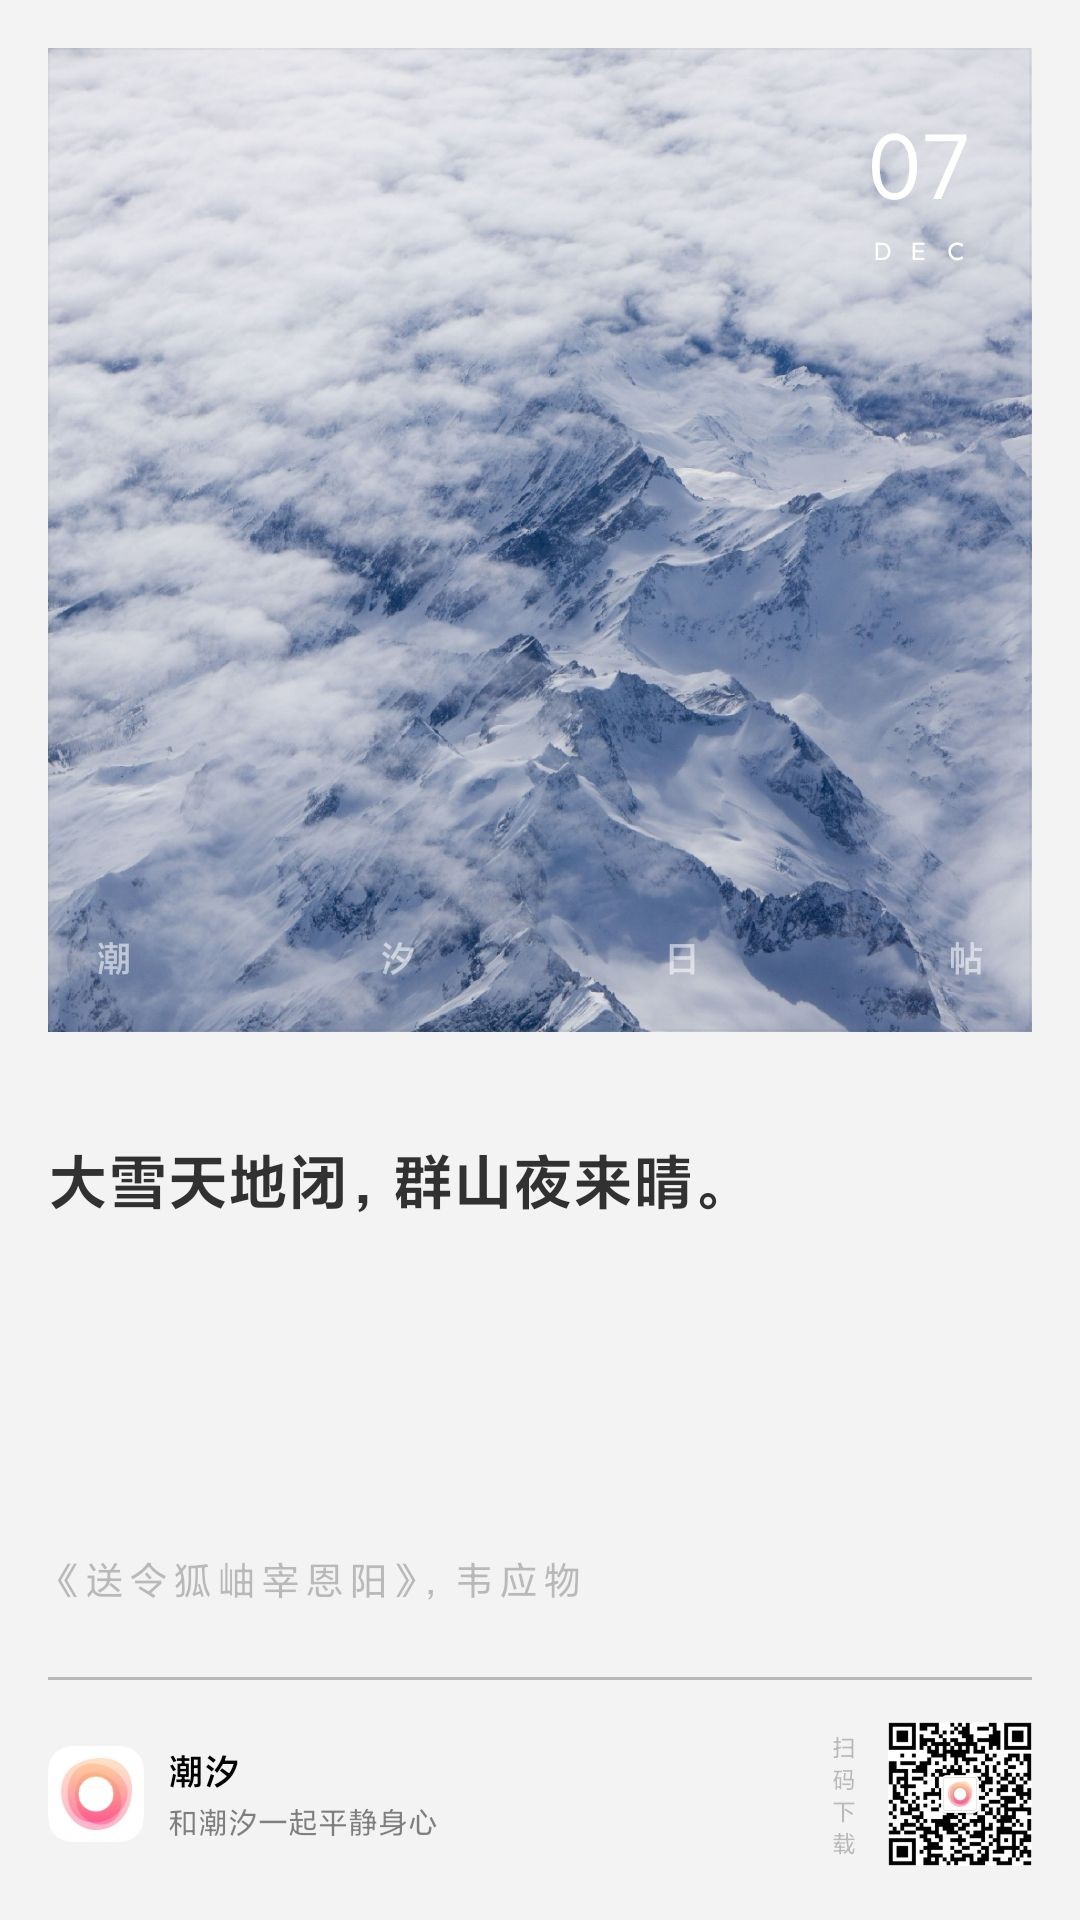 07
DEC
潮汐日帖
大雪天地闭，群山夜来晴。
《送令狐岫宰恩阳》，韦应物
潮汐
和潮汐一起平静身心
扫码下载